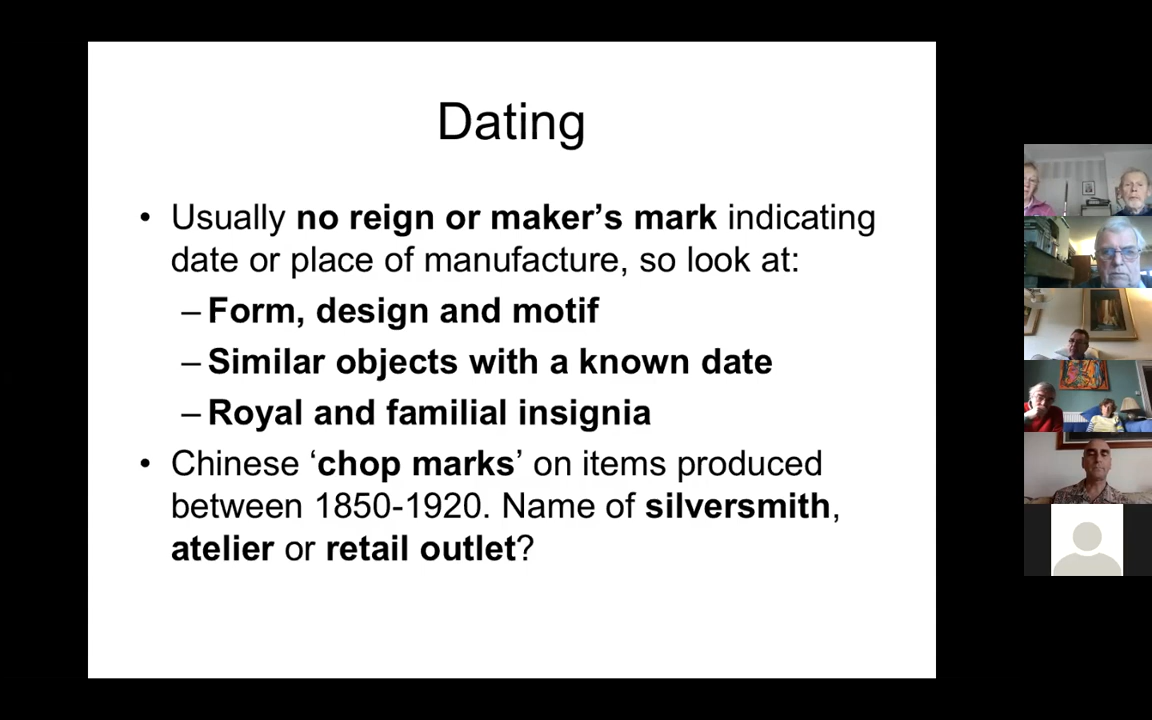 Dating
• Usually no reign or maker’s mark indicating
date or place of manufacture, so look at:
– Form, design and motif
– Similar objects with a known date
– Royal and familial insignia
• Chinese ‘chop marks’ on items produced
between 1850-1920. Name of silversmith,
atelier or retail outlet?